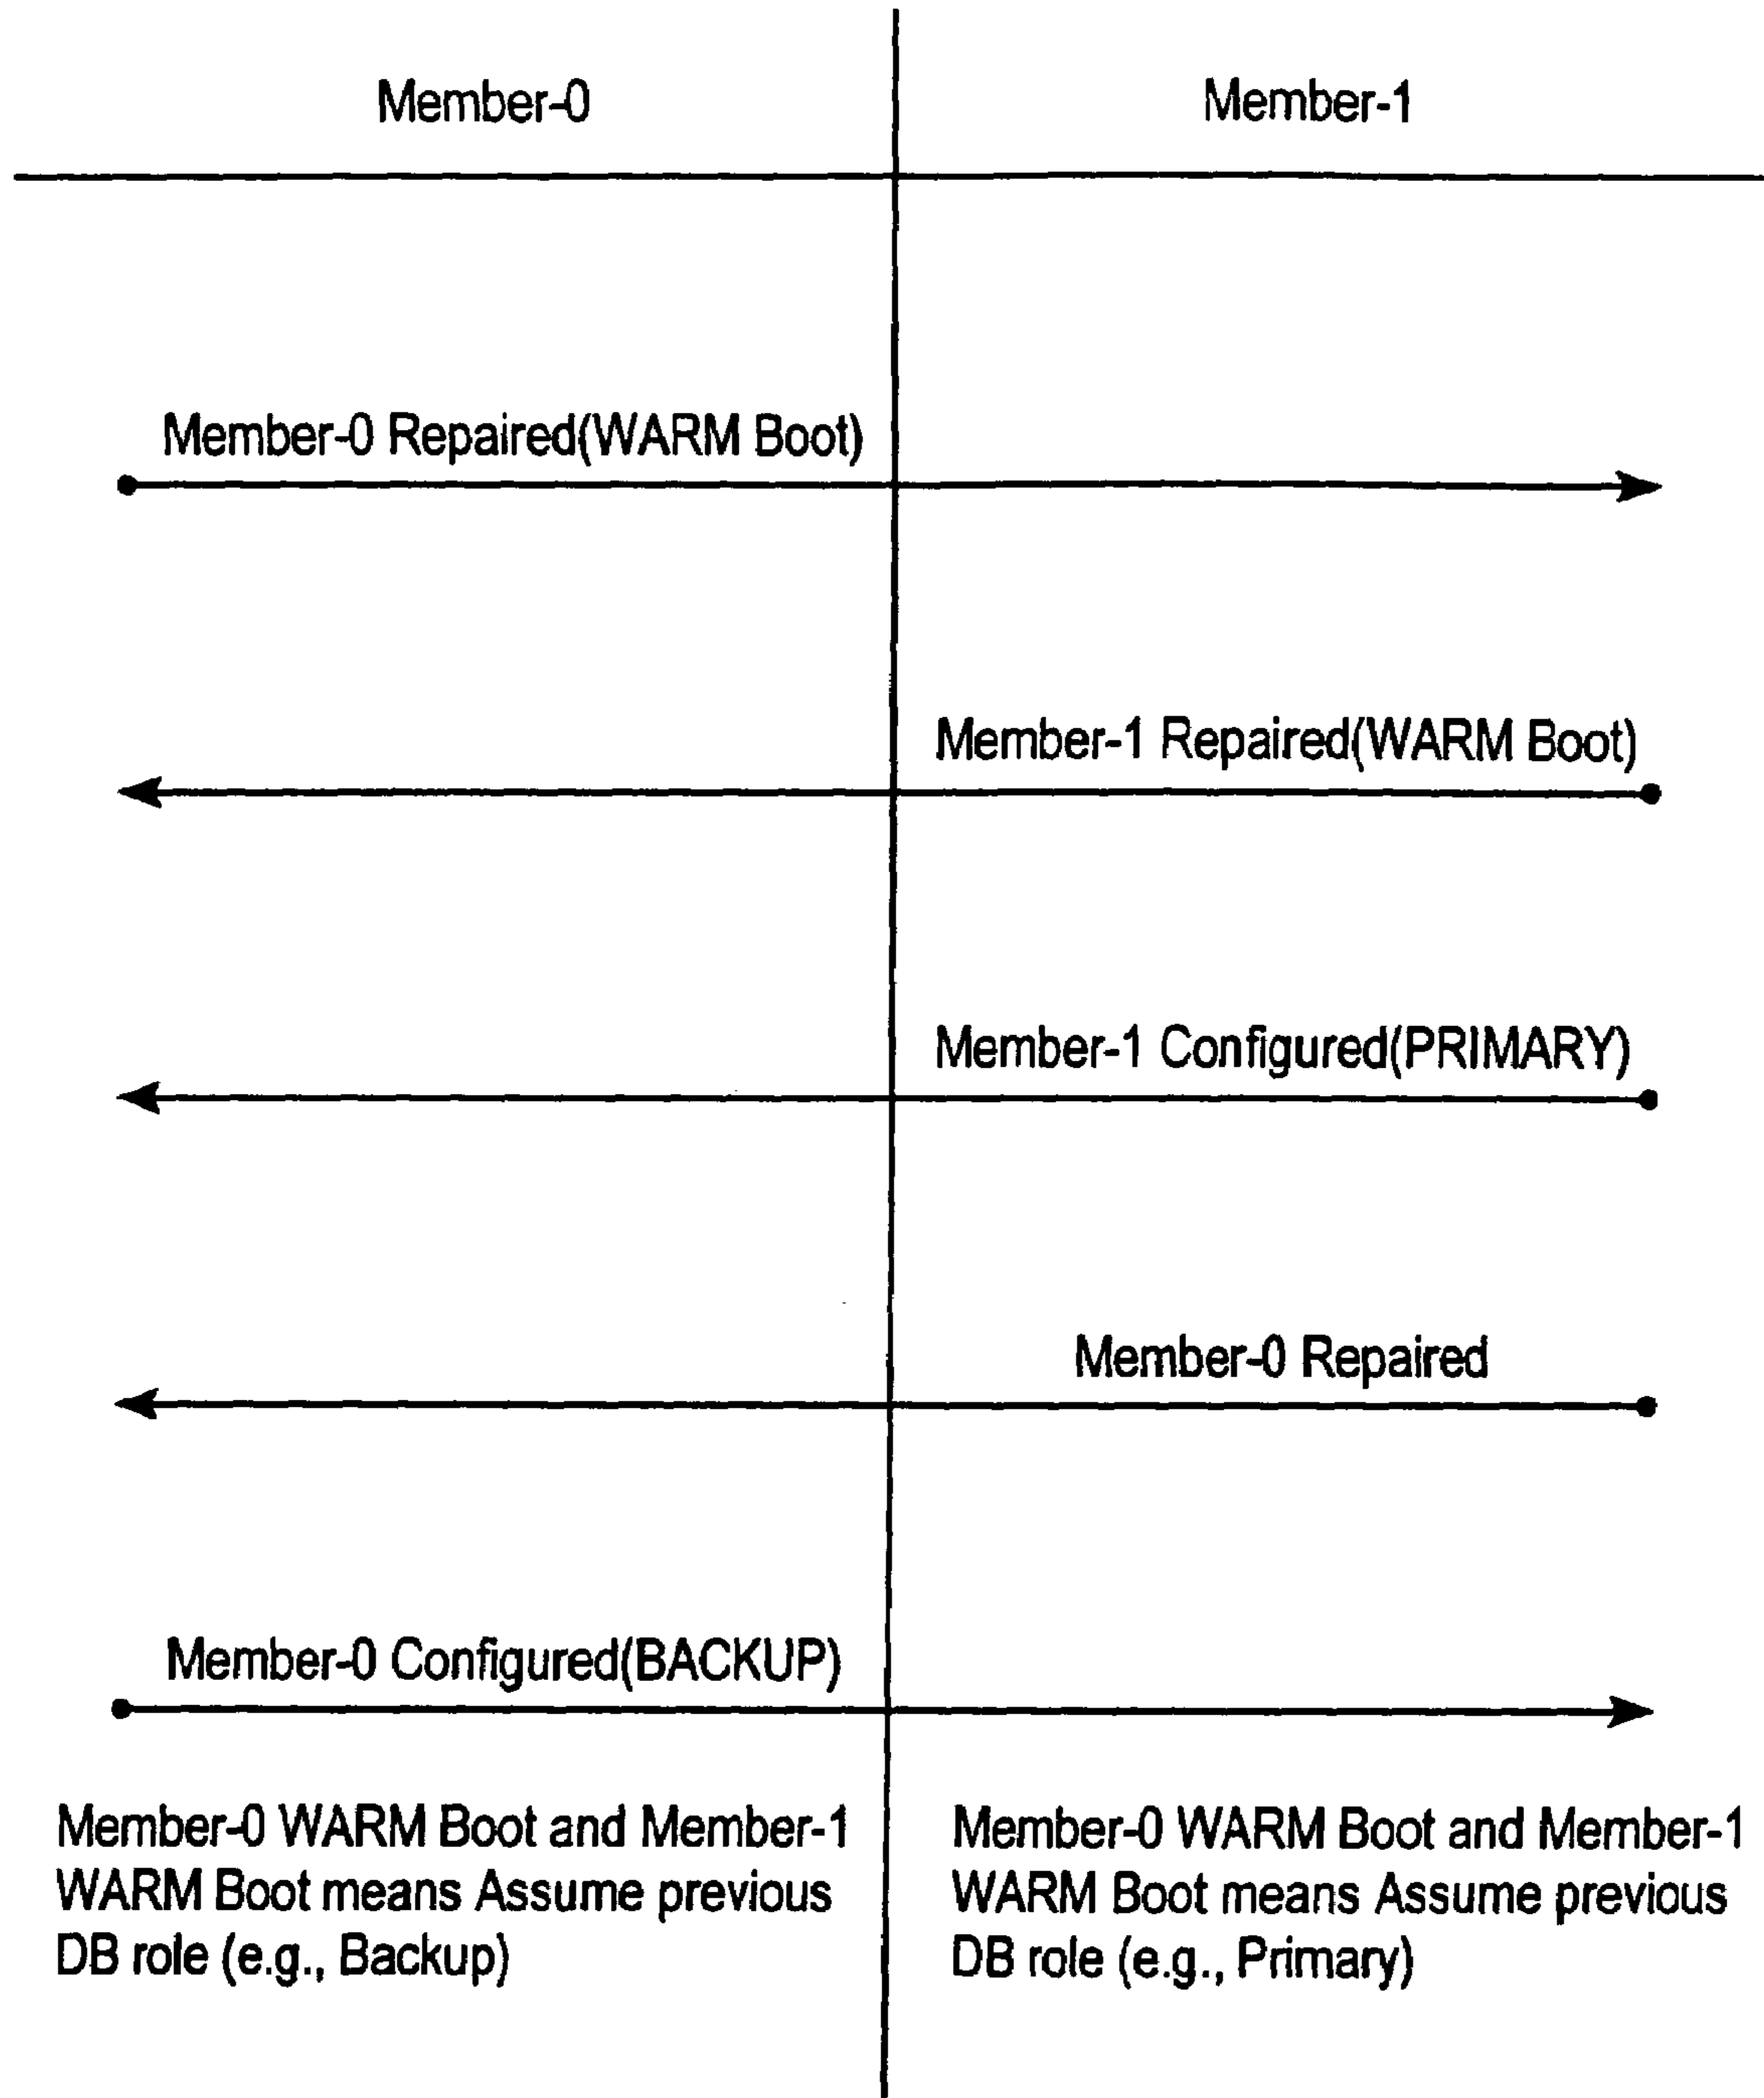 Member-0
Member-1
Member-0 Repaired(WARM Boot)
Member-1 Repaired(WARM Boot)
Member-1 Configured(PRIMARY)
Member-0 Repaired
Member-0 Configured(BACKUP)
Member-0 WARM Boot and Member-1
WARM Boot means Assume previous
DB role (e.g., Backup)
Member-0 WARM Boot and Member-1
WARM Boot means Assume previous
DB role (e.g., Primary)